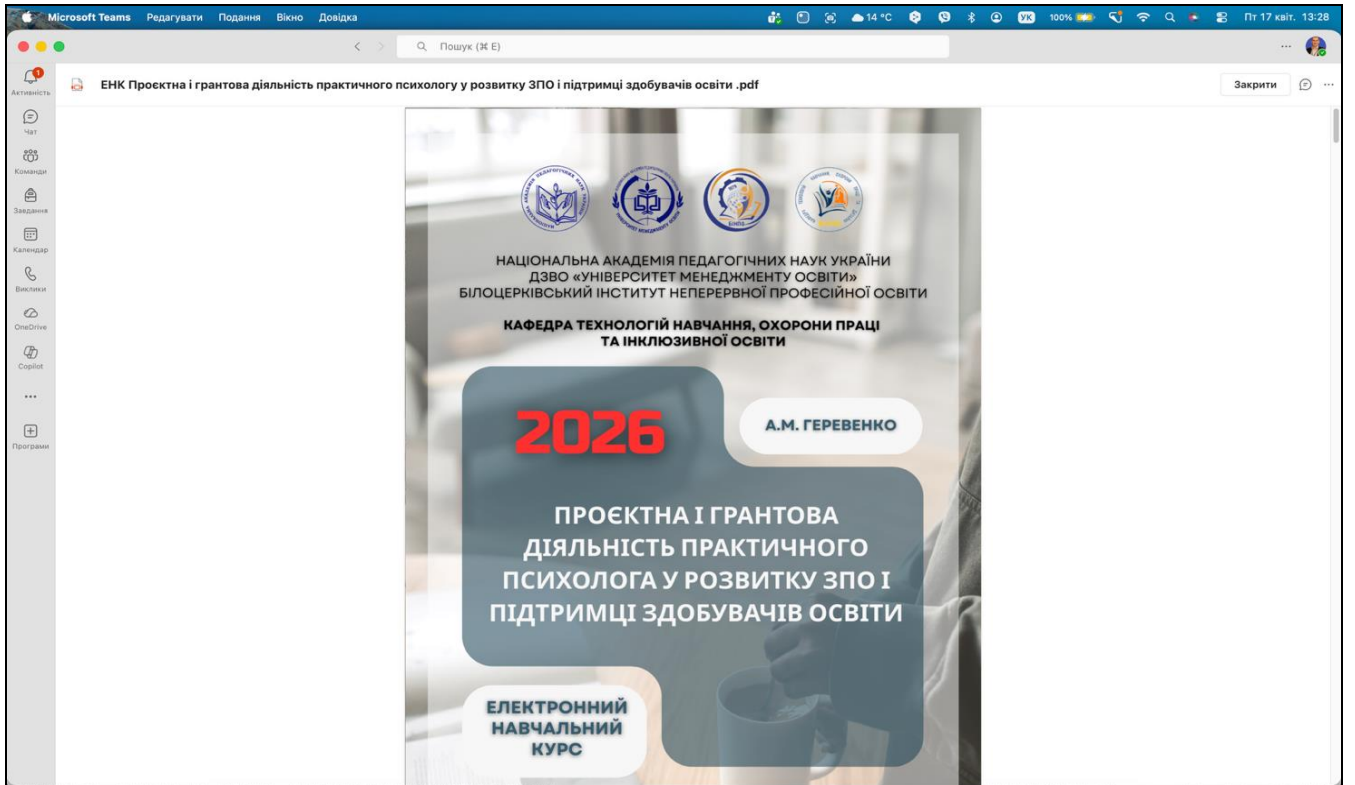 Microsoft Teams Редагувати Подання Вікно Довідка
14 °C УК 100% Пт 17 квіт. 13:28
Пошук (⌘ E)
Активність
Чат
Команди
Завдання
Календар
Виклики
OneDrive
Copilot
Програми
ЕНК Проєктна і грантова діяльність практичного психологу у розвитку ЗПО і підтримці здобувачів освіти .pdf
Закрити
НАЦІОНАЛЬНА АКАДЕМІЯ ПЕДАГОГІЧНИХ НАУК УКРАЇНИ
ДЗВО «УНІВЕРСИТЕТ МЕНЕДЖМЕНТУ ОСВІТИ»
БІЛОЦЕРКІВСЬКИЙ ІНСТИТУТ НЕПЕРЕРВНОЇ ПРОФЕСІЙНОЇ ОСВІТИ
КАФЕДРА ТЕХНОЛОГІЙ НАВЧАННЯ, ОХОРОНИ ПРАЦІ
ТА ІНКЛЮЗИВНОЇ ОСВІТИ
2026
А.М. ГЕРЕВЕНКО
ПРОЄКТНА І ГРАНТОВА
ДІЯЛЬНІСТЬ ПРАКТИЧНОГО
ПСИХОЛОГА У РОЗВИТКУ ЗПО І
ПІДТРИМЦІ ЗДОБУВАЧІВ ОСВІТИ
ЕЛЕКТРОННИЙ
НАВЧАЛЬНИЙ
КУРС